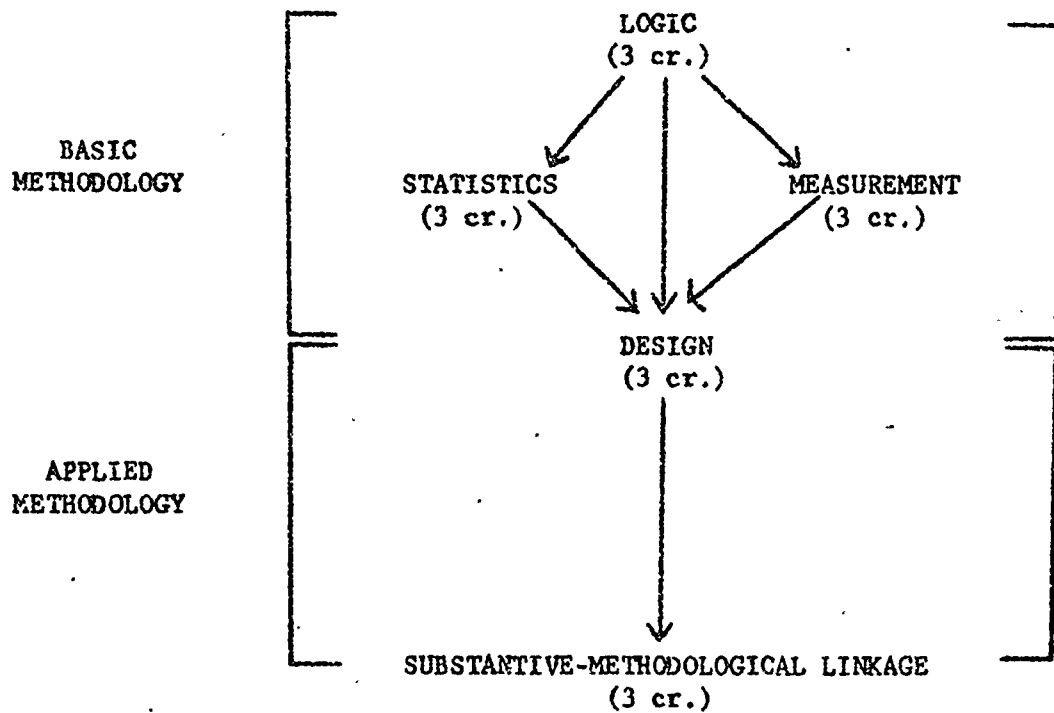 LOGIC
(3 cr.)
BASIC
METHODOLOGY
STATISTICS
(3 cr.)
MEASUREMENT
(3 cr.)
DESIGN
(3 cr.)
APPLIED
METHODOLOGY
SUBSTANTIVE-METHODOLOGICAL LINKAGE
(3 cr.)